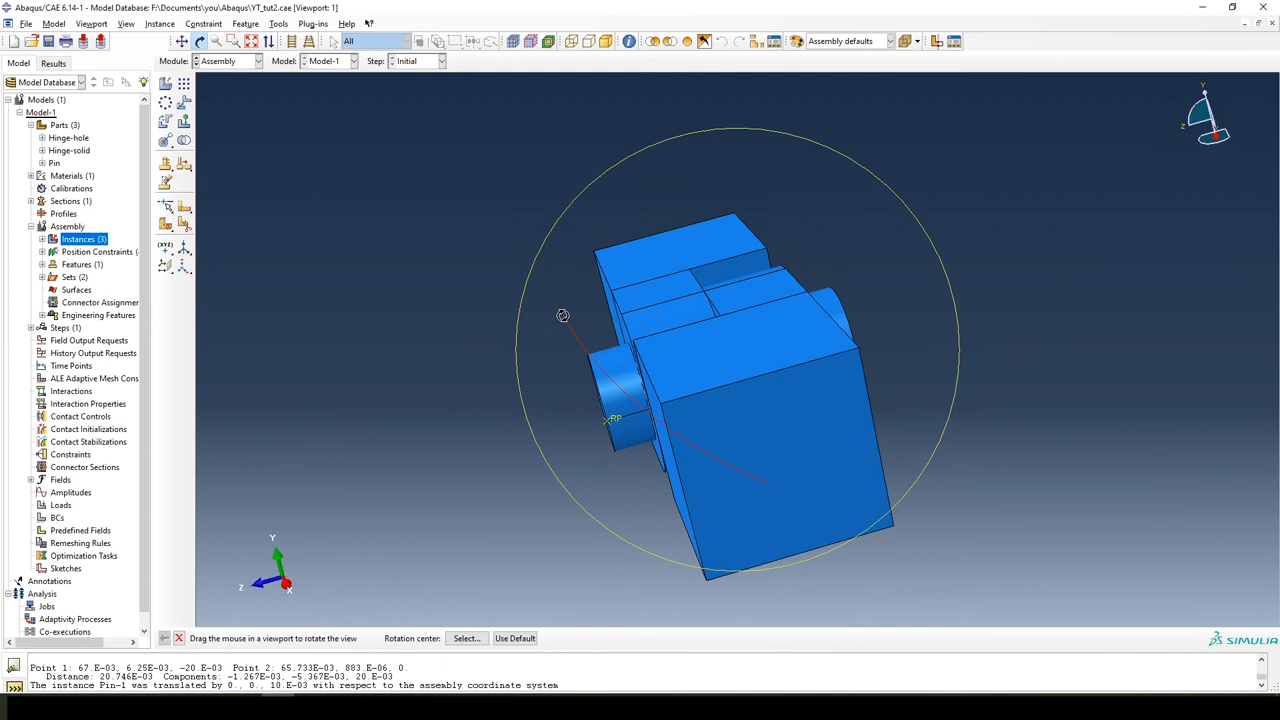 Abaqus/CAE 6.14-1 - Model Database: F:\Documents\you\Abaqus\YT_tut2.cae [Viewport: 1]
File Model Viewport View Instance Constraint Feature Tools Plug-ins Help
All Assembly defaults
Model Results Module: Assembly Model: Model-1 Step: Initial
Model Database
Models (1)
Model-1
Parts (3)
Hinge-hole
Hinge-solid
Pin
Materials (1)
Calibrations
Sections (1)
Profiles
Assembly
Instances (3)
Position Constraints (
Features (1)
Sets (2)
Surfaces
Connector Assignme
Engineering Features
Steps (1)
Field Output Requests
History Output Requests
Time Points
ALE Adaptive Mesh Cons
Interactions
Interaction Properties
Contact Controls
Contact Initializations
Contact Stabilizations
Constraints
Connector Sections
Fields
Amplitudes
Loads
BCs
Predefined Fields
Remeshing Rules
Optimization Tasks
Sketches
Annotations
Analysis
Jobs
Adaptivity Processes
Co-executions
(XYZ)
Y
Z
RP
Y
Z
X
Drag the mouse in a viewport to rotate the view Rotation center: Select... Use Default
SIMULIA
Point 1: 67.E-03, 6.25E-03, -20.E-03 Point 2: 65.733E-03, 883.E-06, 0.
Distance: 20.746E-03 Components: -1.267E-03, -5.367E-03, 20.E-03
The instance Pin-1 was translated by 0., 0., 10.E-03 with respect to the assembly coordinate system
>>>